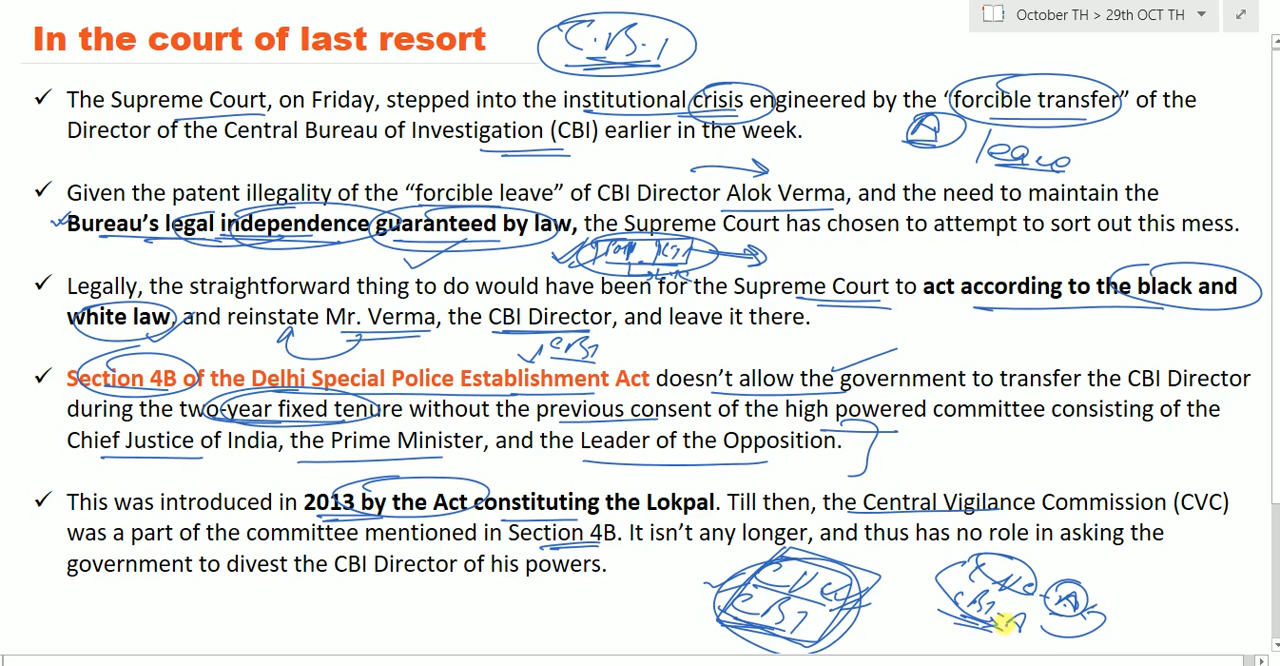 October TH > 29th OCT TH
In the court of last resort
C.B.I
✓ The Supreme Court, on Friday, stepped into the institutional crisis engineered by the “forcible transfer” of the
Director of the Central Bureau of Investigation (CBI) earlier in the week.
A
leave
✓ Given the patent illegality of the “forcible leave” of CBI Director Alok Verma, and the need to maintain the
Bureau’s legal independence guaranteed by law, the Supreme Court has chosen to attempt to sort out this mess.
✓ Legally, the straightforward thing to do would have been for the Supreme Court to act according to the black and
white law, and reinstate Mr. Verma, the CBI Director, and leave it there.
CBI
✓ Section 4B of the Delhi Special Police Establishment Act doesn’t allow the government to transfer the CBI Director
during the two-year fixed tenure without the previous consent of the high powered committee consisting of the
Chief Justice of India, the Prime Minister, and the Leader of the Opposition.
✓ This was introduced in 2013 by the Act constituting the Lokpal. Till then, the Central Vigilance Commission (CVC)
was a part of the committee mentioned in Section 4B. It isn’t any longer, and thus has no role in asking the
government to divest the CBI Director of his powers.
CVC
CBI
CVC
CBI
A